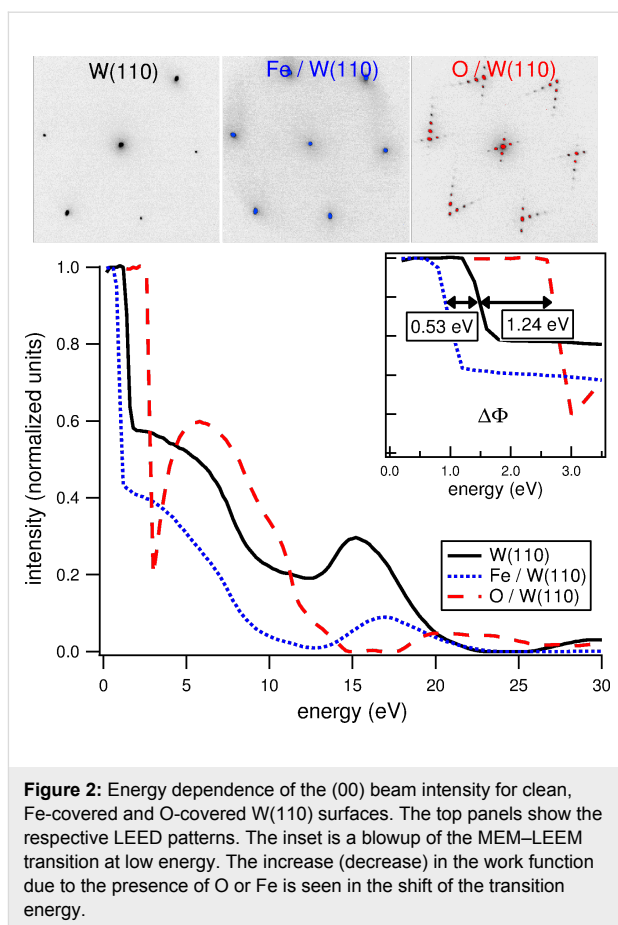 W(110)
Fe / W(110)
O / W(110)
1.0
0.8
0.6
0.4
0.2
0.0
intensity (normalized units)
0
5
10
15
20
25
30
energy (eV)
0.53 eV
1.24 eV
ΔΦ
0.0
1.0
2.0
3.0
energy (eV)
W(110)
Fe / W(110)
O / W(110)
Figure 2: Energy dependence of the (00) beam intensity for clean,
Fe-covered and O-covered W(110) surfaces. The top panels show the
respective LEED patterns. The inset is a blowup of the MEM–LEEM
transition at low energy. The increase (decrease) in the work function
due to the presence of O or Fe is seen in the shift of the transition
energy.